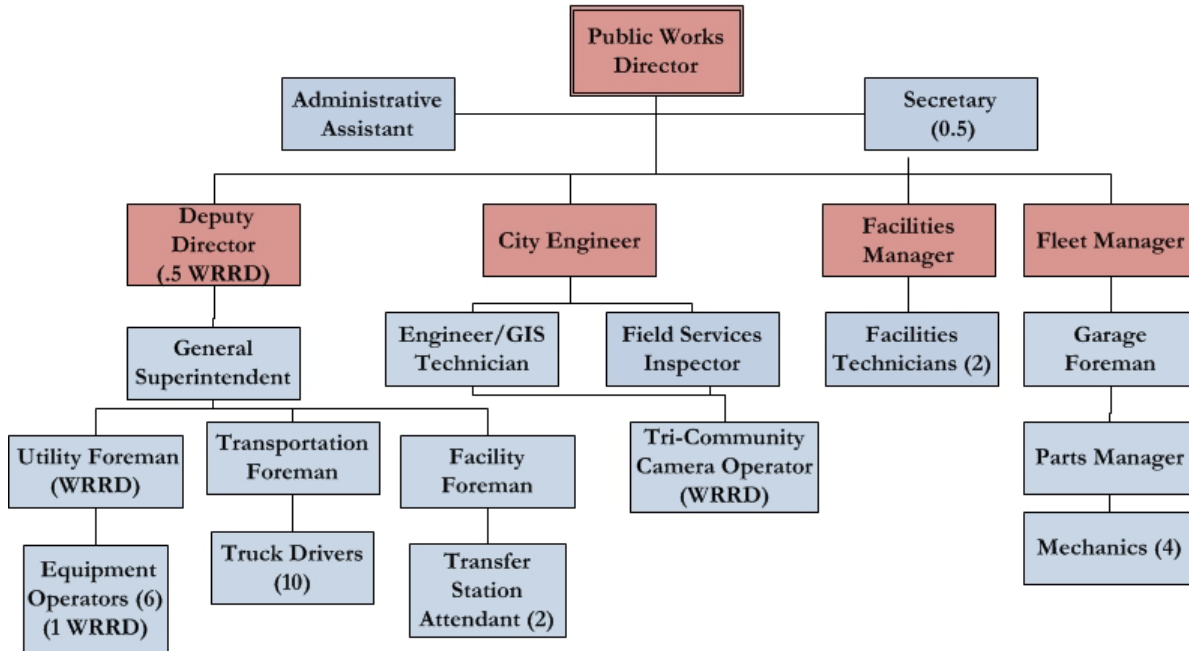 Public Works
Director
Administrative
Assistant
Secretary
(0.5)
Deputy
Director
(.5 WRRD)
City Engineer
Facilities
Manager
Fleet Manager
General
Superintendent
Engineer/GIS
Technician
Field Services
Inspector
Facilities
Technicians (2)
Garage
Foreman
Utility Foreman
(WRRD)
Transportation
Foreman
Facility
Foreman
Tri-Community
Camera Operator
(WRRD)
Parts Manager
Equipment
Operators (6)
(1 WRRD)
Truck Drivers
(10)
Transfer
Station
Attendant (2)
Mechanics (4)